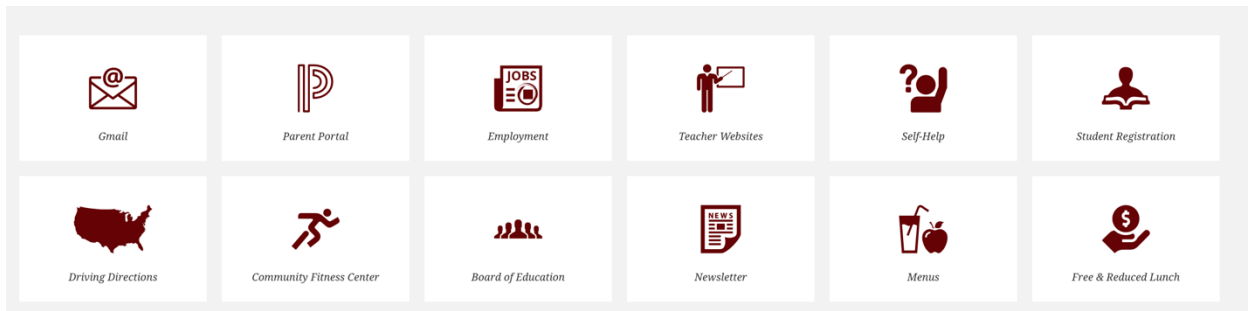 @
JOBS
?
Gmail
Parent Portal
Employment
Teacher Websites
Self-Help
Student Registration
NEWS
$
Driving Directions
Community Fitness Center
Board of Education
Newsletter
Menus
Free & Reduced Lunch